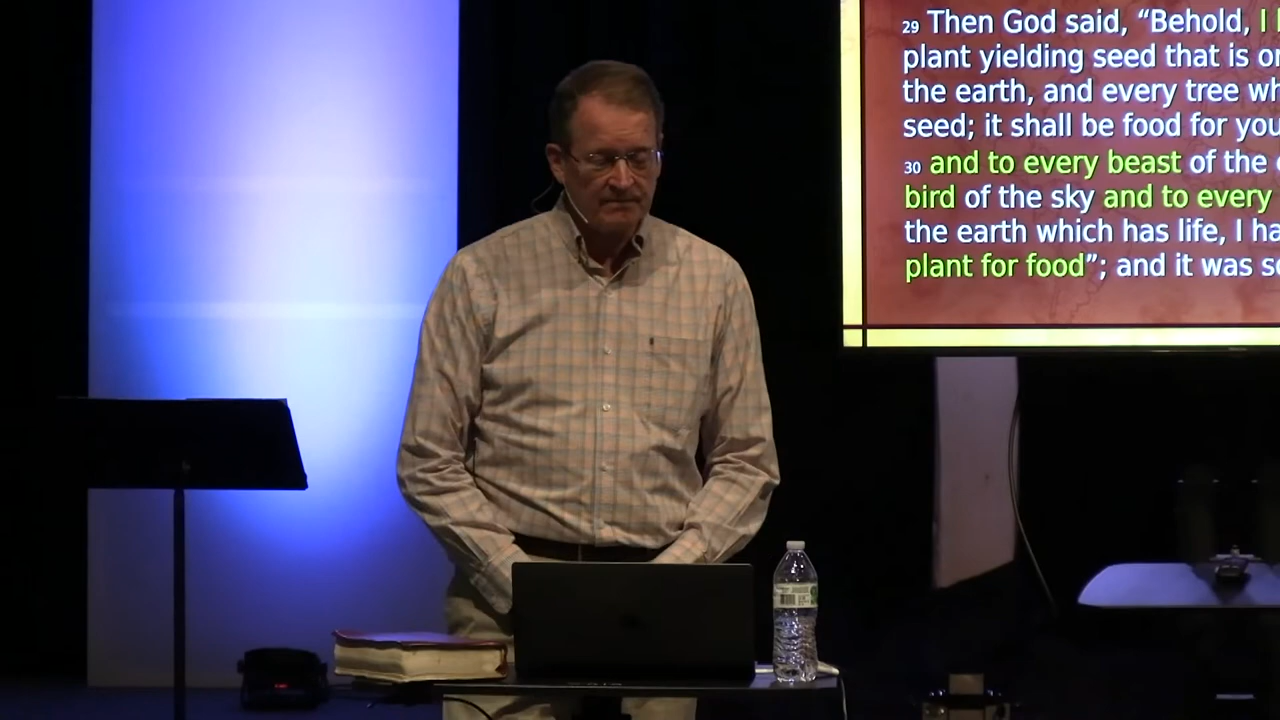 29 Then God said, “Behold, I
plant yielding seed that is
the earth, and every tree
seed; it shall be food for you
30 and to every beast of the
bird of the sky and to every
the earth which has life, I
plant for food”; and it was